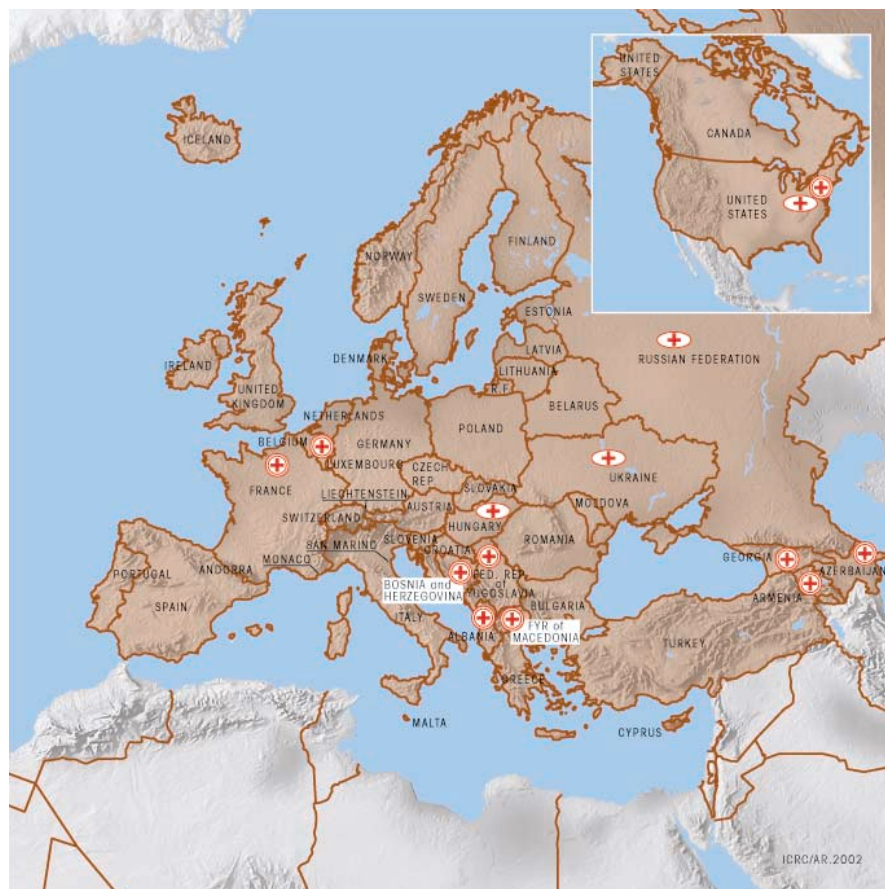 UNITED
STATES
CANADA
UNITED
STATES
ICELAND
FINLAND
NORWAY
SWEDEN
ESTONIA
RUSSIAN FEDERATION
LATVIA
DENMARK
IRELAND
LITHUANIA
R.F.
UNITED
KINGDOM
BELARUS
NETHERLANDS
POLAND
BELGIUM
GERMANY
LUXEMBOURG
CZECH
REP.
UKRAINE
FRANCE
SLOVAKIA
LIECHTENSTEIN
MOLDOVA
AUSTRIA
SWITZERLAND
HUNGARY
SLOVENIA
ROMANIA
SAN MARINO
CROATIA
MONACO
GEORGIA
AZERBAIJAN
PORTUGAL
ANDORRA
FED. REP.
of
YUGOSLAVIA
BOSNIA and
HERZEGOVINA
ARMENIA
SPAIN
BULGARIA
ITALY
FYR of
MACEDONIA
ALBANIA
TURKEY
GREECE
MALTA
CYPRUS
ICRC/AR.2002